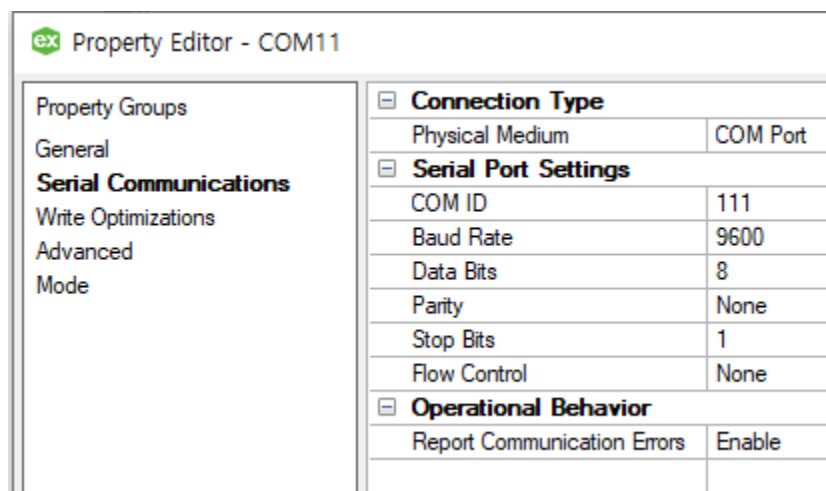 ex Property Editor - COM11
Property Groups
General
Serial Communications
Write Optimizations
Advanced
Mode
Connection Type
Physical Medium COM Port
Serial Port Settings
COM ID 111
Baud Rate 9600
Data Bits 8
Parity None
Stop Bits 1
Flow Control None
Operational Behavior
Report Communication Errors Enable